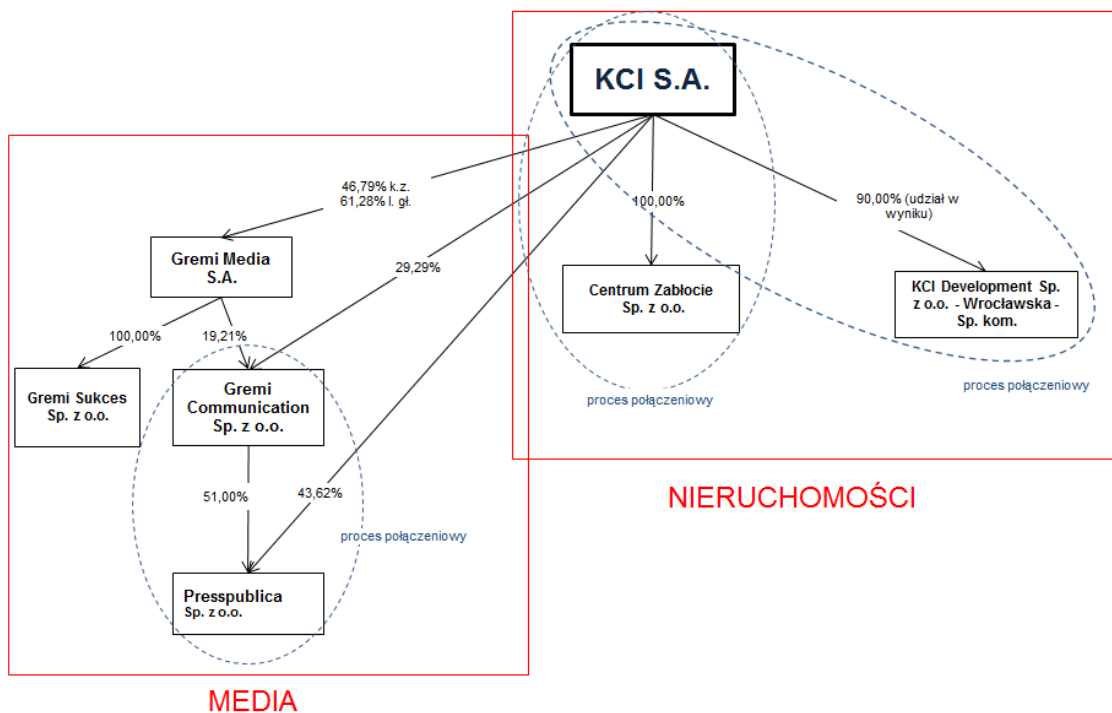 KCI S.A.
46,79% k.z.
61,28% l. gł.
100,00%
90,00% (udział w
wyniku)
Gremi Media
S.A.
29,29%
Centrum Zabłocie
Sp. z o.o.
KCI Development Sp.
z o.o. - Wrocławska -
Sp. kom.
100,00%
19,21%
Gremi Sukces
Sp. z o.o.
Gremi
Communication
Sp. z o.o.
proces połączeniowy
proces połączeniowy
51,00%
43,62%
NIERUCHOMOŚCI
proces połączeniowy
Presspublica
Sp. z o.o.
MEDIA